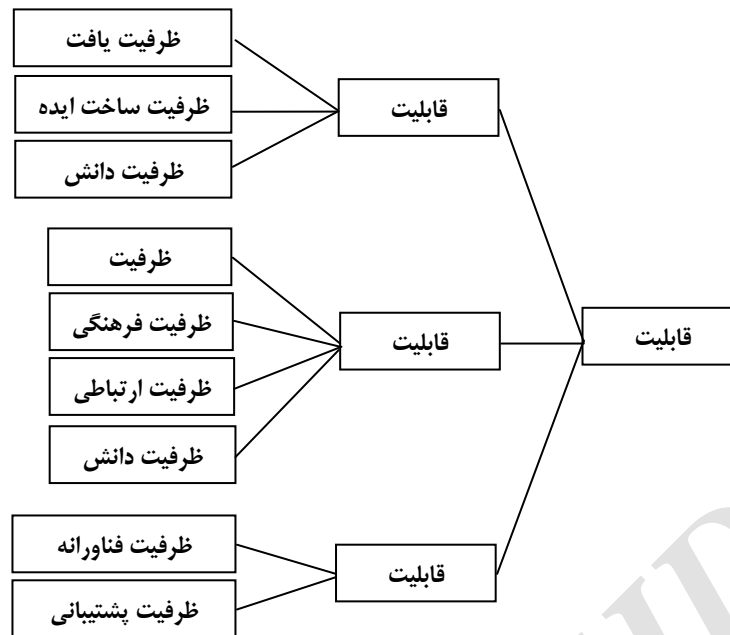 قابلیت
قابلیت
ظرفیت یافت
ظرفیت ساخت ایده
ظرفیت دانش
قابلیت
ظرفیت
ظرفیت فرهنگی
ظرفیت ارتباطی
ظرفیت دانش
قابلیت
ظرفیت فناورانه
ظرفیت پشتیبانی